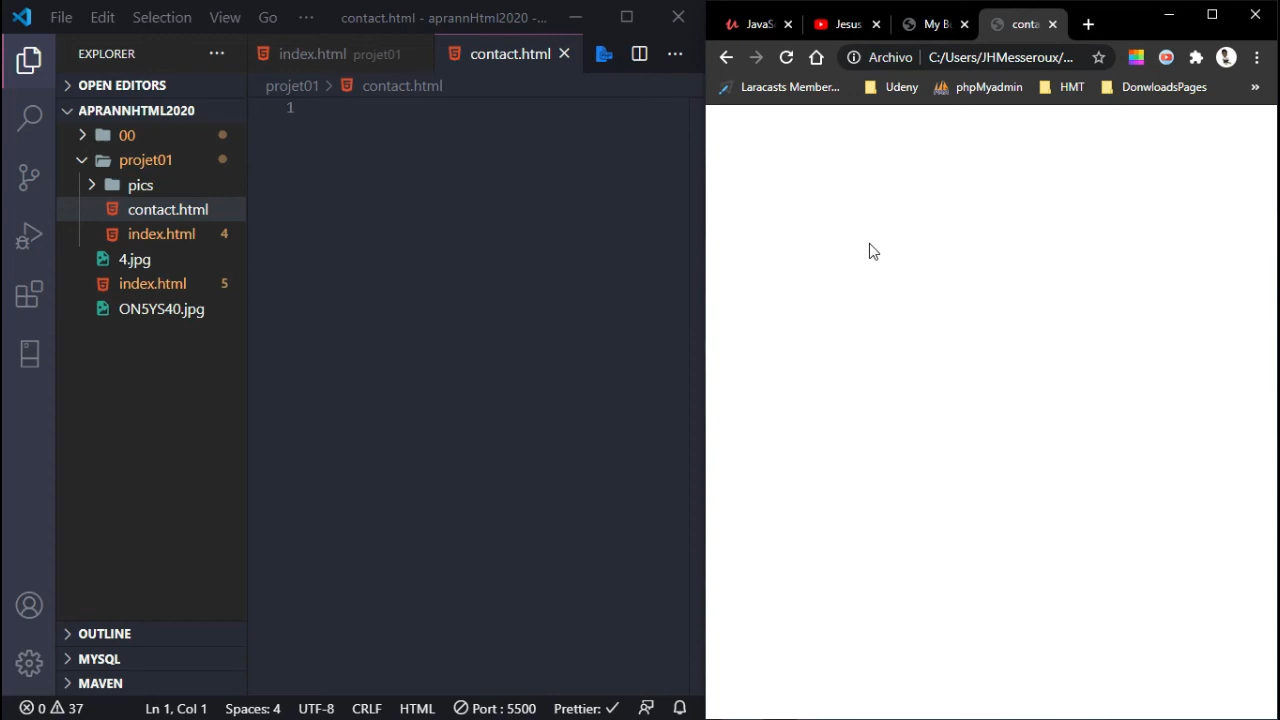 File Edit Selection View Go ··· contact.html - aprannHtml2020 -...
EXPLORER ···
OPEN EDITORS
APRANNHTML2020
00
projet01
pics
contact.html
index.html 4
4.jpg
index.html 5
ON5YS40.jpg
OUTLINE
MYSQL
MAVEN
index.html projet01 contact.html ···
projet01 > contact.html
1
0 37 Ln 1, Col 1 Spaces: 4 UTF-8 CRLF HTML Port : 5500 Prettier: ✓
JavaS Jesus My B conta
Archivo C:/Users/JHMesseroux/...
Laracasts Member... Udeny phpMyadmin HMT DonwloadsPages »